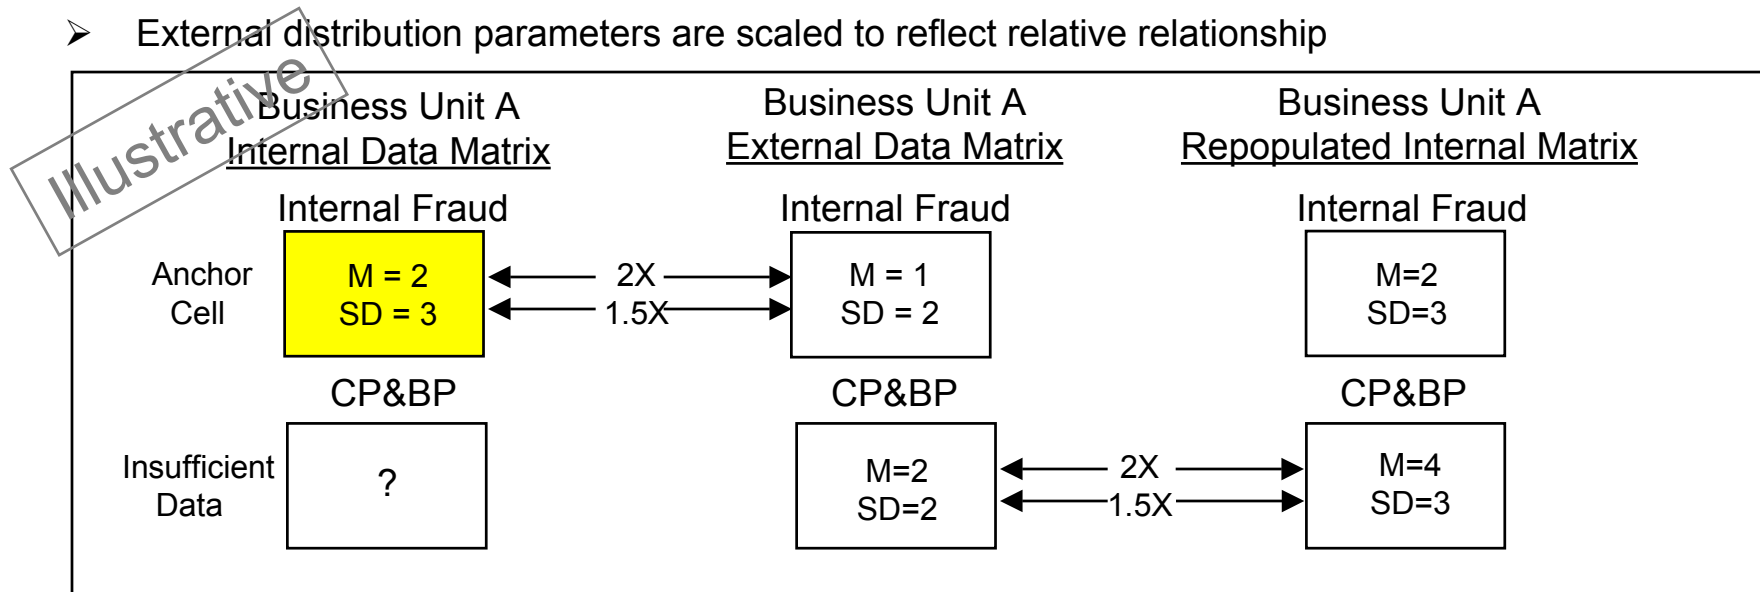 ➢ External distribution parameters are scaled to reflect relative relationship
Illustrative
Business Unit A
Internal Data Matrix
Business Unit A
External Data Matrix
Business Unit A
Repopulated Internal Matrix
Internal Fraud
Internal Fraud
Internal Fraud
Anchor
Cell
M = 2
SD = 3
2X
1.5X
M = 1
SD = 2
M=2
SD=3
CP&BP
CP&BP
CP&BP
Insufficient
Data
?
M=2
SD=2
2X
1.5X
M=4
SD=3